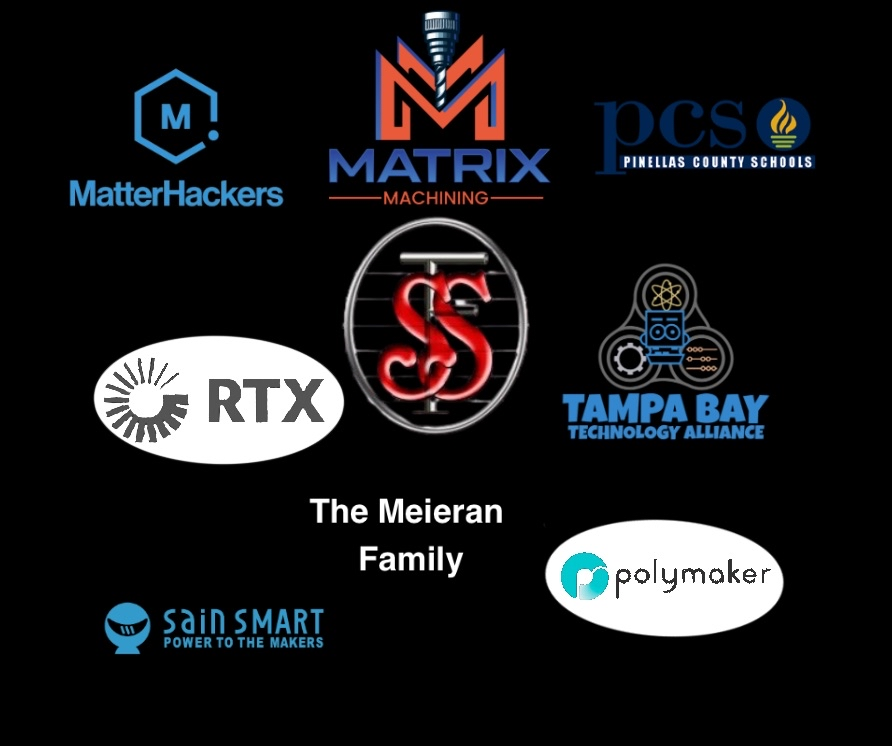 M
MatterHackers
MATRIX
MACHINING
pcs
PINELLAS COUNTY SCHOOLS
RTX
TAMPA BAY
TECHNOLOGY ALLIANCE
The Meieran
Family
polymaker
SainSMART
POWER TO THE MAKERS